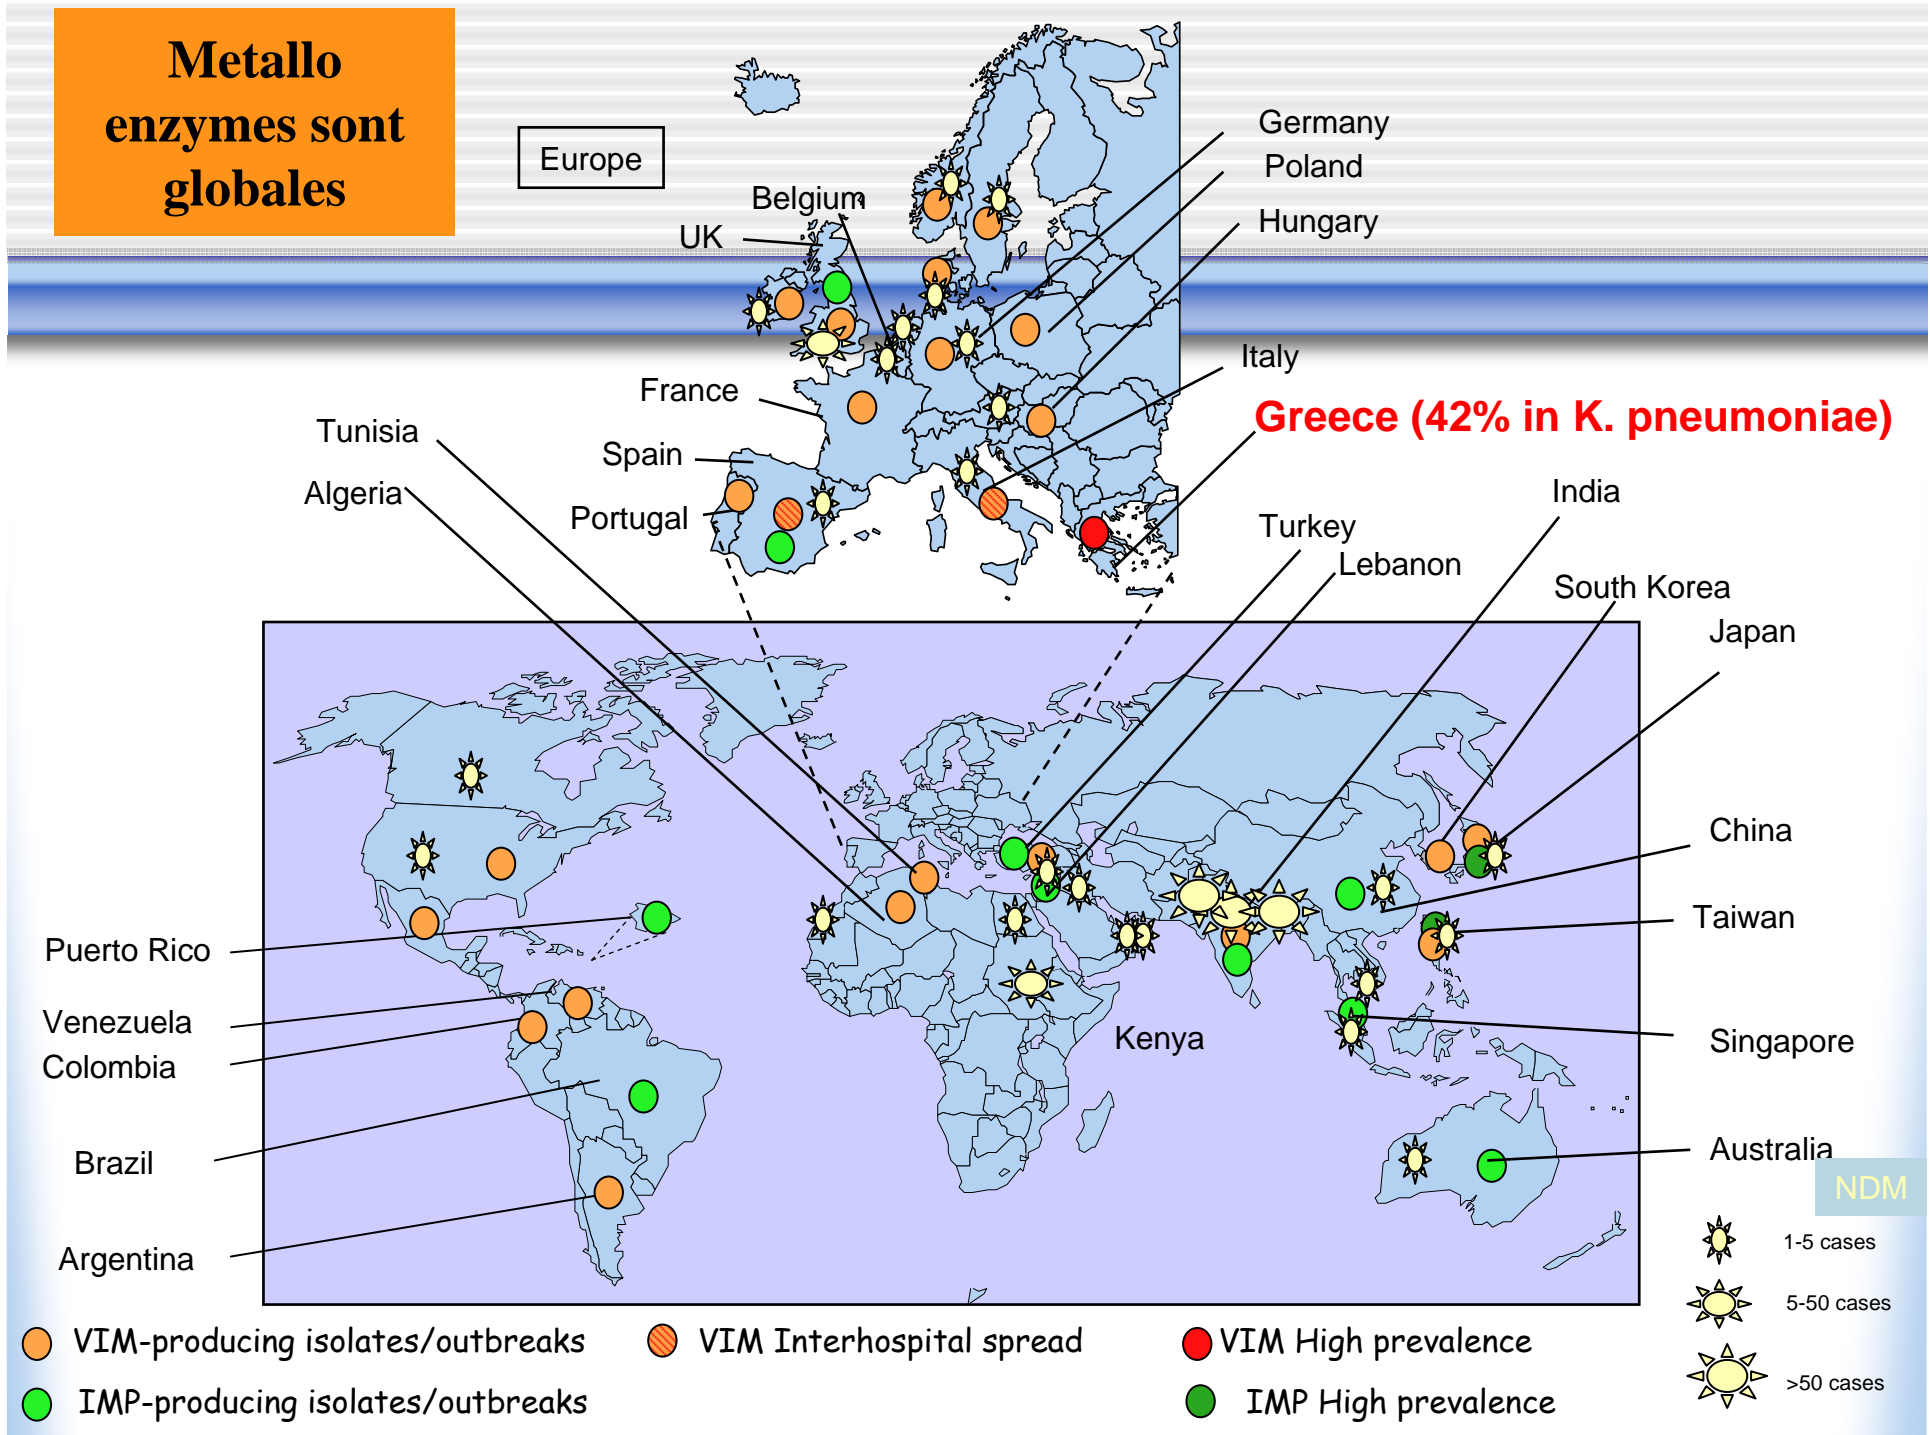 Metallo
enzymes sont
globales
Europe
Germany
Poland
Hungary
Belgium
UK
Italy
France
Greece (42% in K. pneumoniae)
Tunisia
Spain
Algeria
Portugal
India
Turkey
Lebanon
South Korea
Japan
China
Taiwan
Puerto Rico
Venezuela
Colombia
Kenya
Singapore
Brazil
Australia
NDM
Argentina
1-5 cases
5-50 cases
>50 cases
VIM-producing isolates/outbreaks
VIM Interhospital spread
VIM High prevalence
IMP-producing isolates/outbreaks
IMP High prevalence